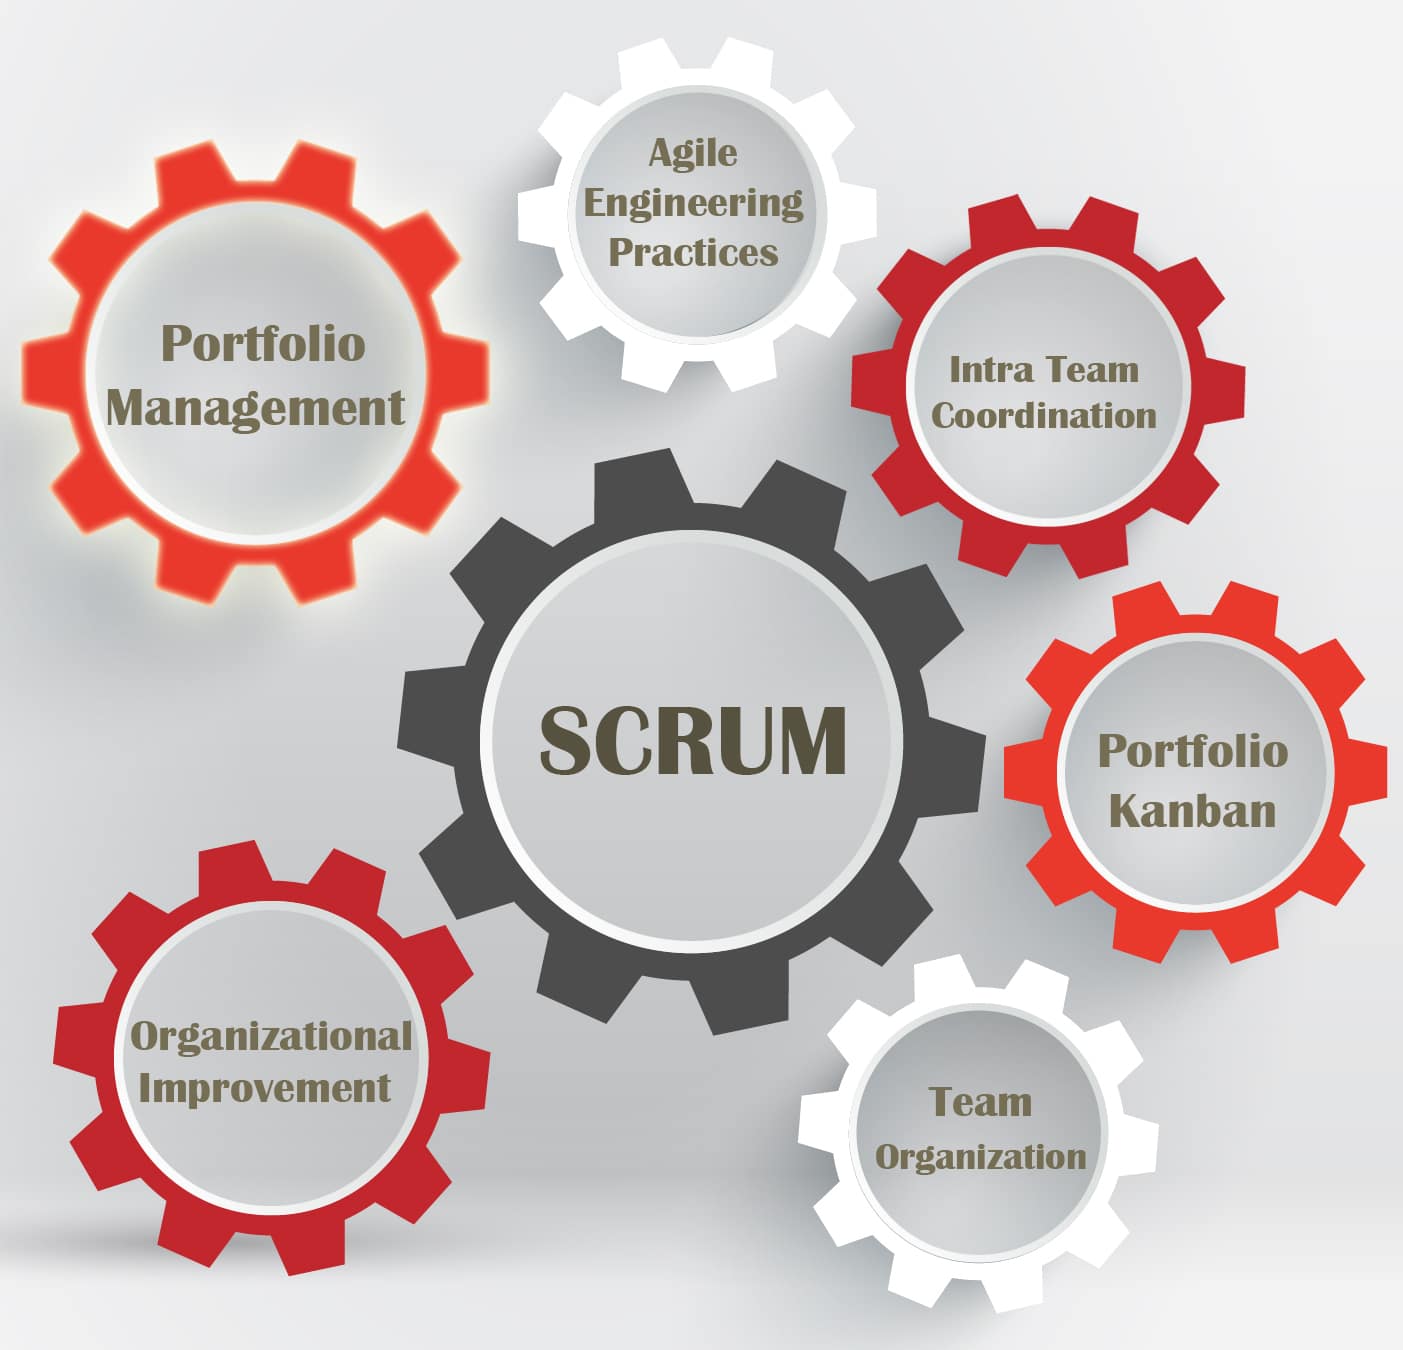 Agile
Engineering
Practices
Portfolio
Management
Intra Team
Coordination
SCRUM
Portfolio
Kanban
Organizational
Improvement
Team
Organization